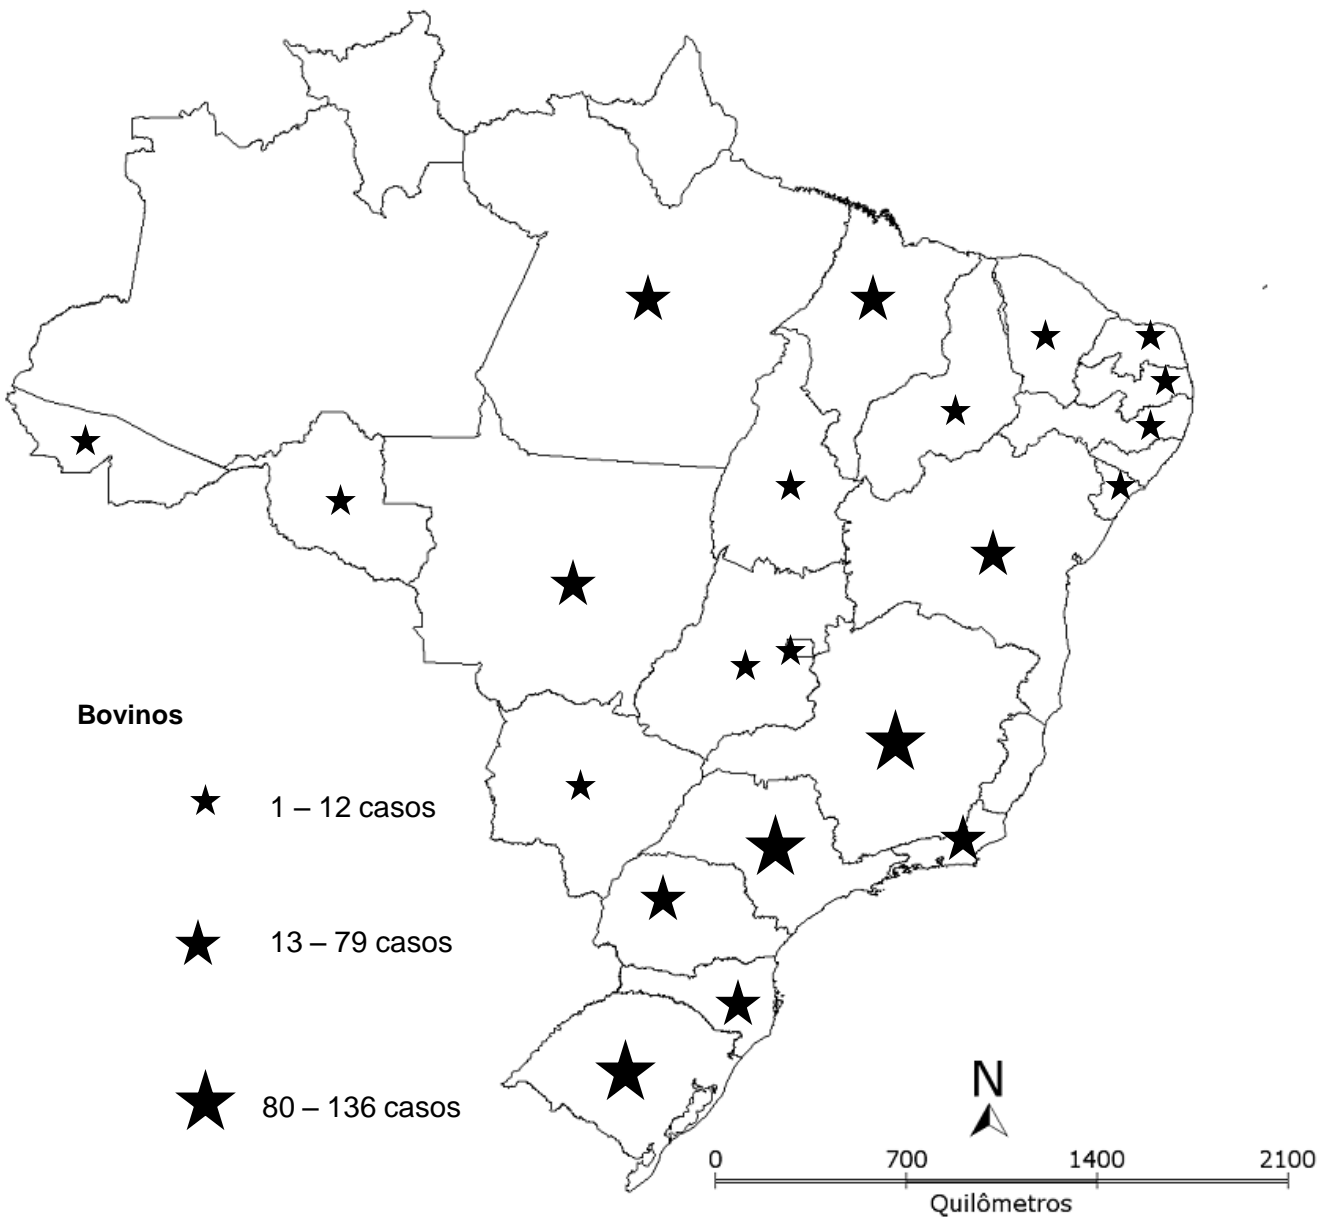 Bovinos
1 – 12 casos
13 – 79 casos
80 – 136 casos
N
0 700 1400 2100
Quilômetros